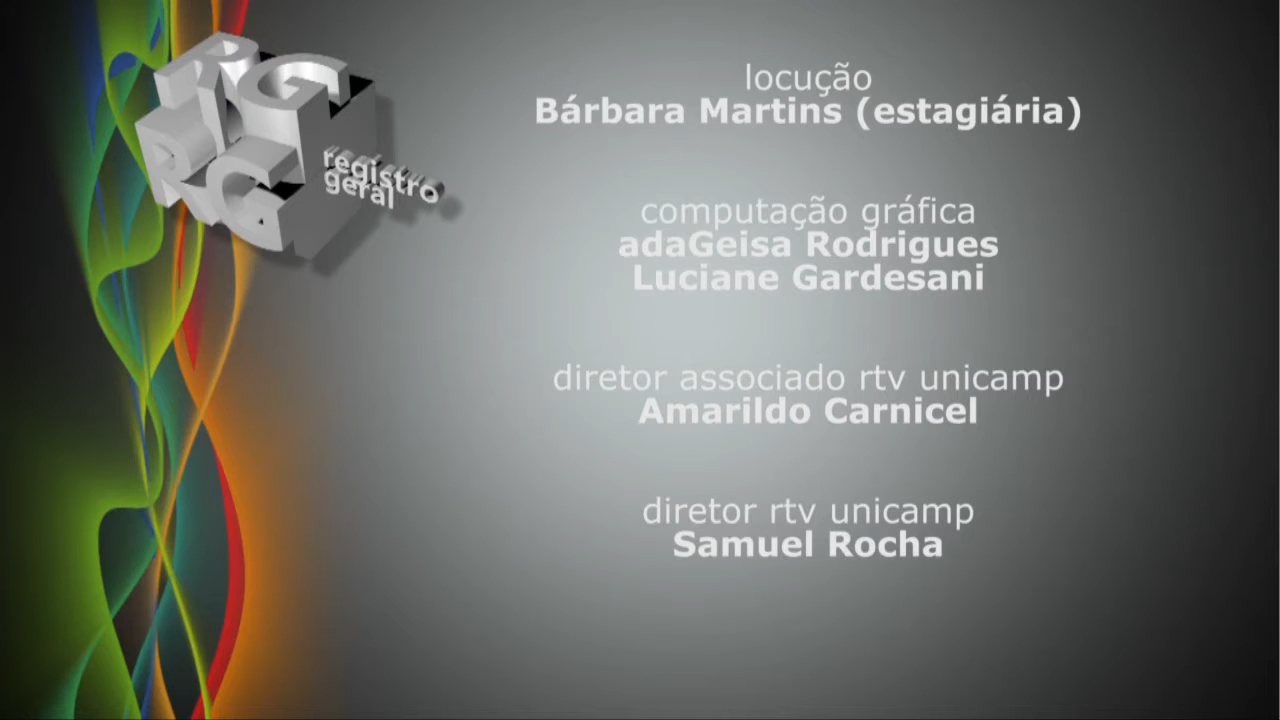 RG
RG
registro
geral
locução
Bárbara Martins (estagiária)
computação gráfica
adaGeisa Rodrigues
Luciane Gardesani
diretor associado rtv unicamp
Amarildo Carnicel
diretor rtv unicamp
Samuel Rocha